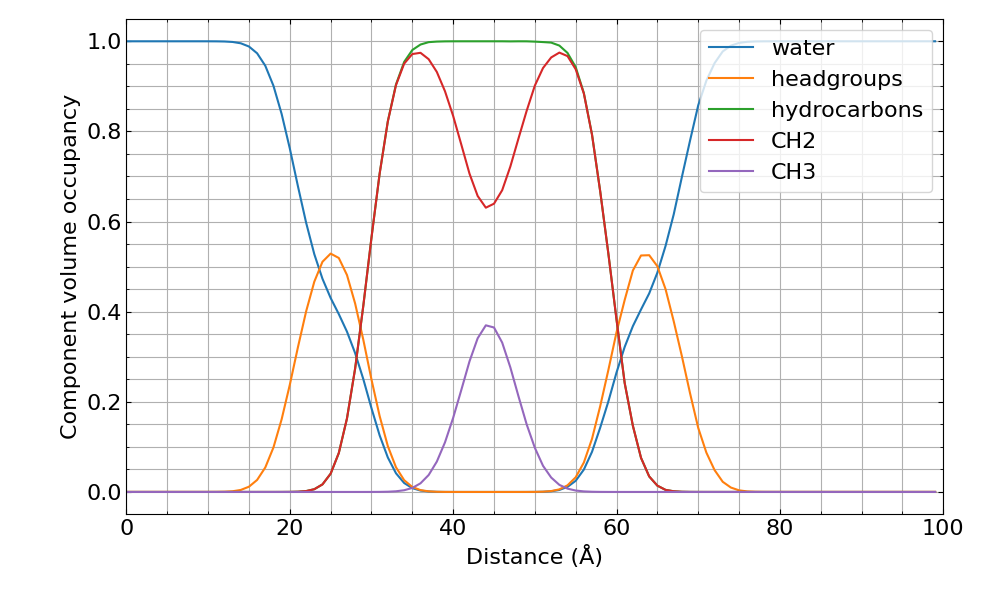 1.0
0.8
0.6
0.4
0.2
0.0
Component volume occupancy
water
headgroups
hydrocarbons
CH2
CH3
0 20 40 60 80 100
Distance (Å)